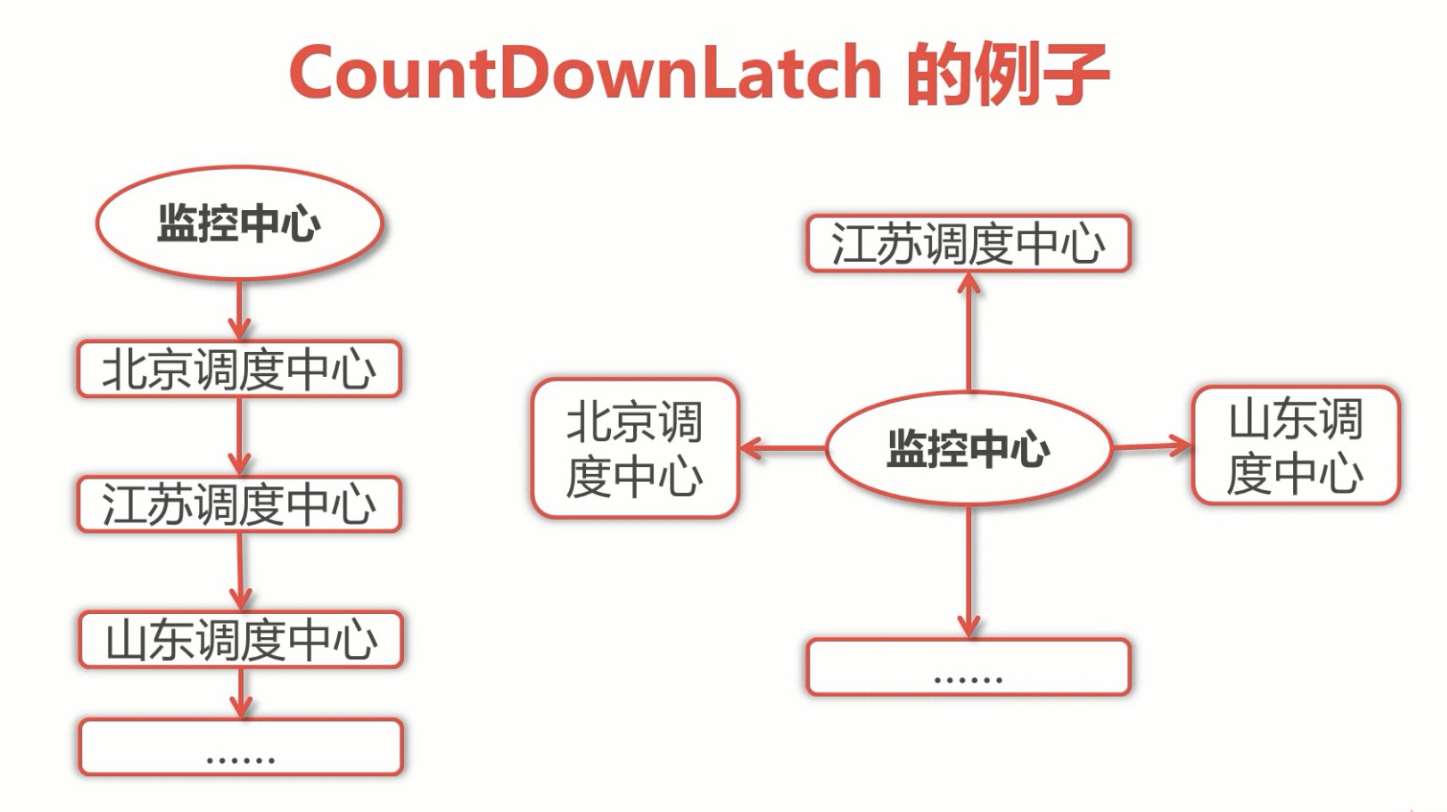 CountDownLatch 的例子
监控中心
北京调度中心
江苏调度中心
山东调度中心
......
江苏调度中心
北京调
度中心
监控中心
山东调
度中心
......